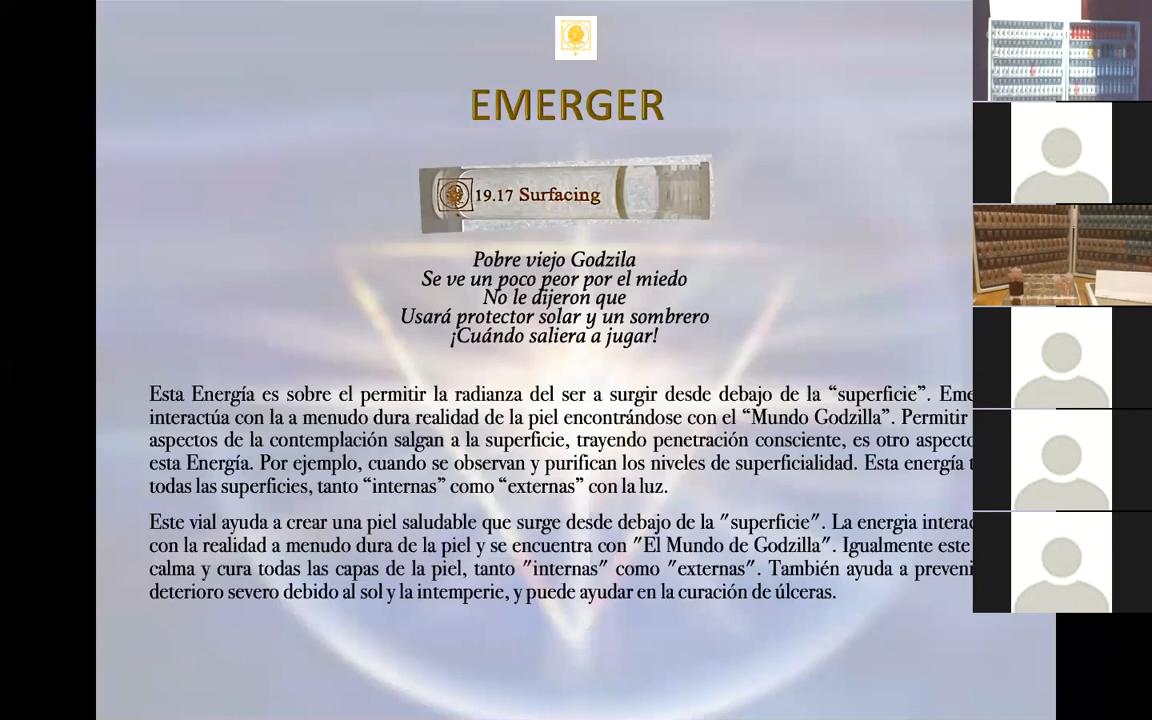 EMERGER
19.17 Surfacing
Pobre viejo Godzila
Se ve un poco peor por el miedo
No le dijeron que
Usará protector solar y un sombrero
¡Cuándo saliera a jugar!
Esta Energía es sobre el permitir la radianza del ser a surgir desde debajo de la “superficie”.
interactúa con la a menudo dura realidad de la piel encontrándose con el “Mundo Godzilla”. Permitir
aspectos de la contemplación salgan a la superficie, trayendo penetración consciente, es otro aspecto
esta Energía. Por ejemplo, cuando se observan y purifican los niveles de superficialidad. Esta energía
todas las superficies, tanto “internas” como “externas” con la luz.
Este vial ayuda a crear una piel saludable que surge desde debajo de la "superficie". La energia
con la realidad a menudo dura de la piel y se encuentra con "El Mundo de Godzilla". Igualmente este
calma y cura todas las capas de la piel, tanto "internas" como "externas". También ayuda a
deterioro severo debido al sol y la intemperie, y puede ayudar en la curación de úlceras.